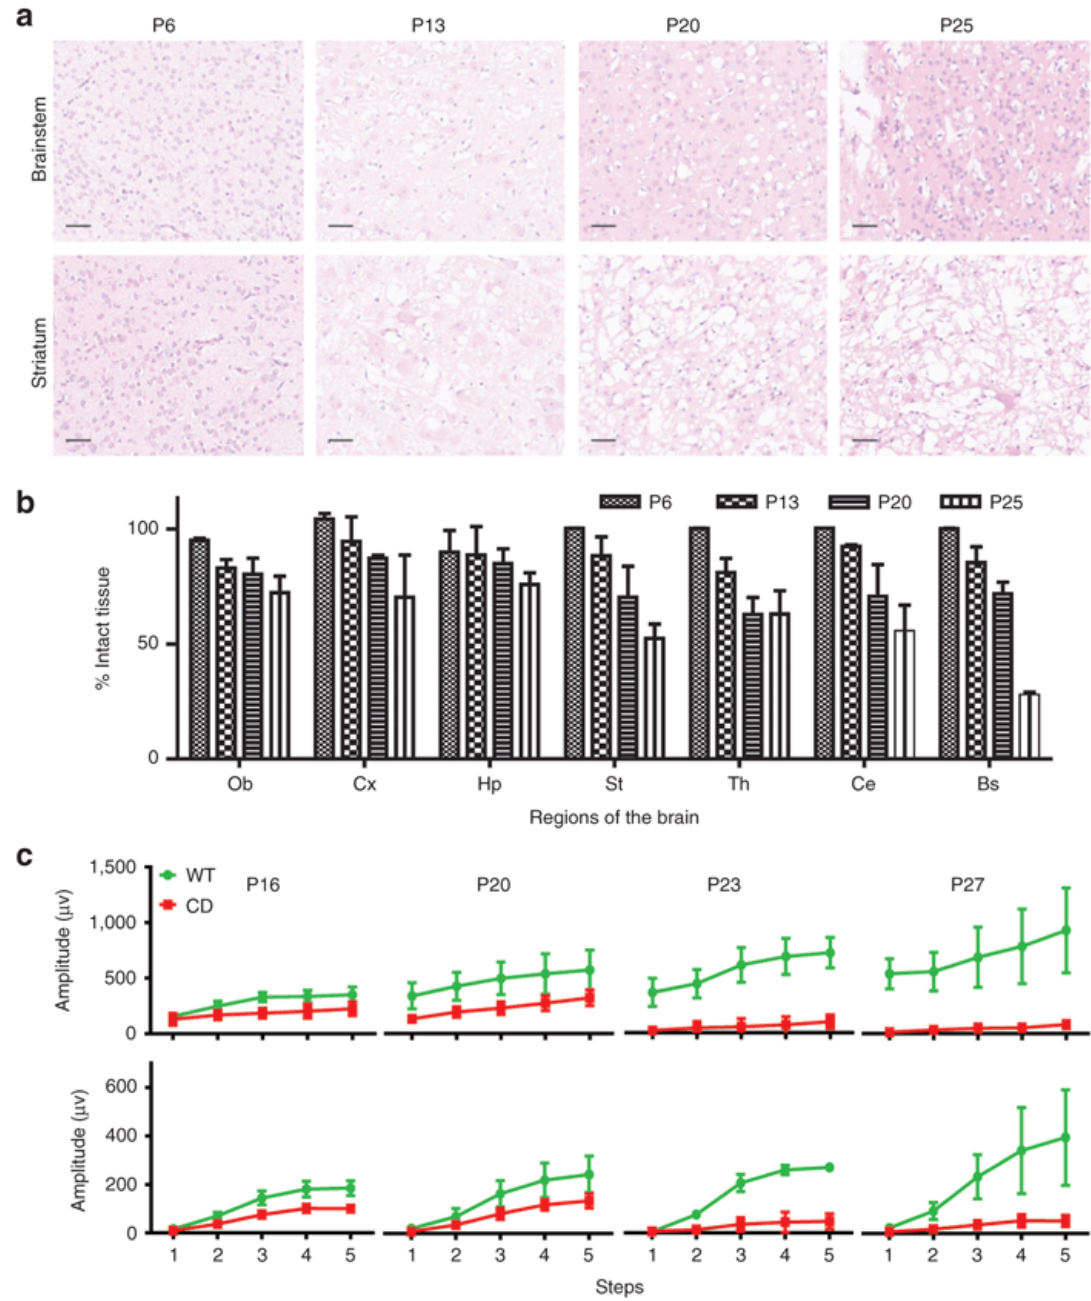 a
P6 P13 P20 P25
Brainstem
Striatum
b
P6 P13 P20 P25
% Intact tissue
100
50
0
Ob Cx Hp St Th Ce Bs
Regions of the brain
c
WT
CD
P16 P20 P23 P27
Amplitude (μv)
1,500
1,000
500
0
Amplitude (μv)
600
400
200
0
1 2 3 4 5 1 2 3 4 5 1 2 3 4 5 1 2 3 4 5
Steps